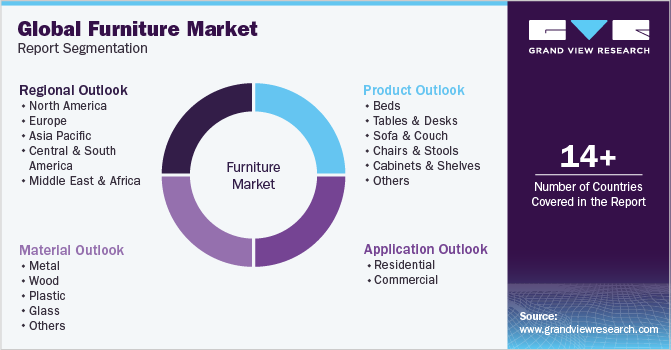 Global Furniture Market
Report Segmentation
Regional Outlook
• North America
• Europe
• Asia Pacific
• Central & South
America
• Middle East & Africa
Product Outlook
• Beds
• Tables & Desks
• Sofa & Couch
• Chairs & Stools
• Cabinets & Shelves
• Others
Furniture
Market
Material Outlook
• Metal
• Wood
• Plastic
• Glass
• Others
Application Outlook
• Residential
• Commercial
GRAND VIEW RESEARCH
14+
Number of Countries
Covered in the Report
Source:
www.grandviewresearch.com